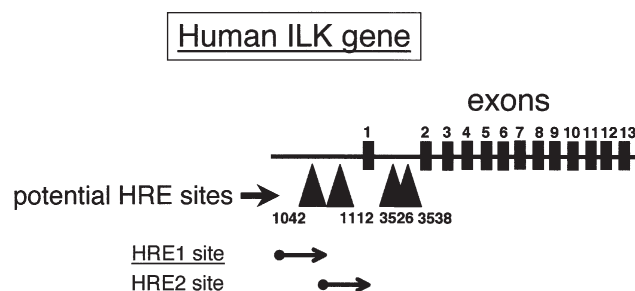 Human ILK gene
exons
1 2 3 4 5 6 7 8 9 10 11 12 13
potential HRE sites
1042 1112 3526 3538
HRE1 site
HRE2 site